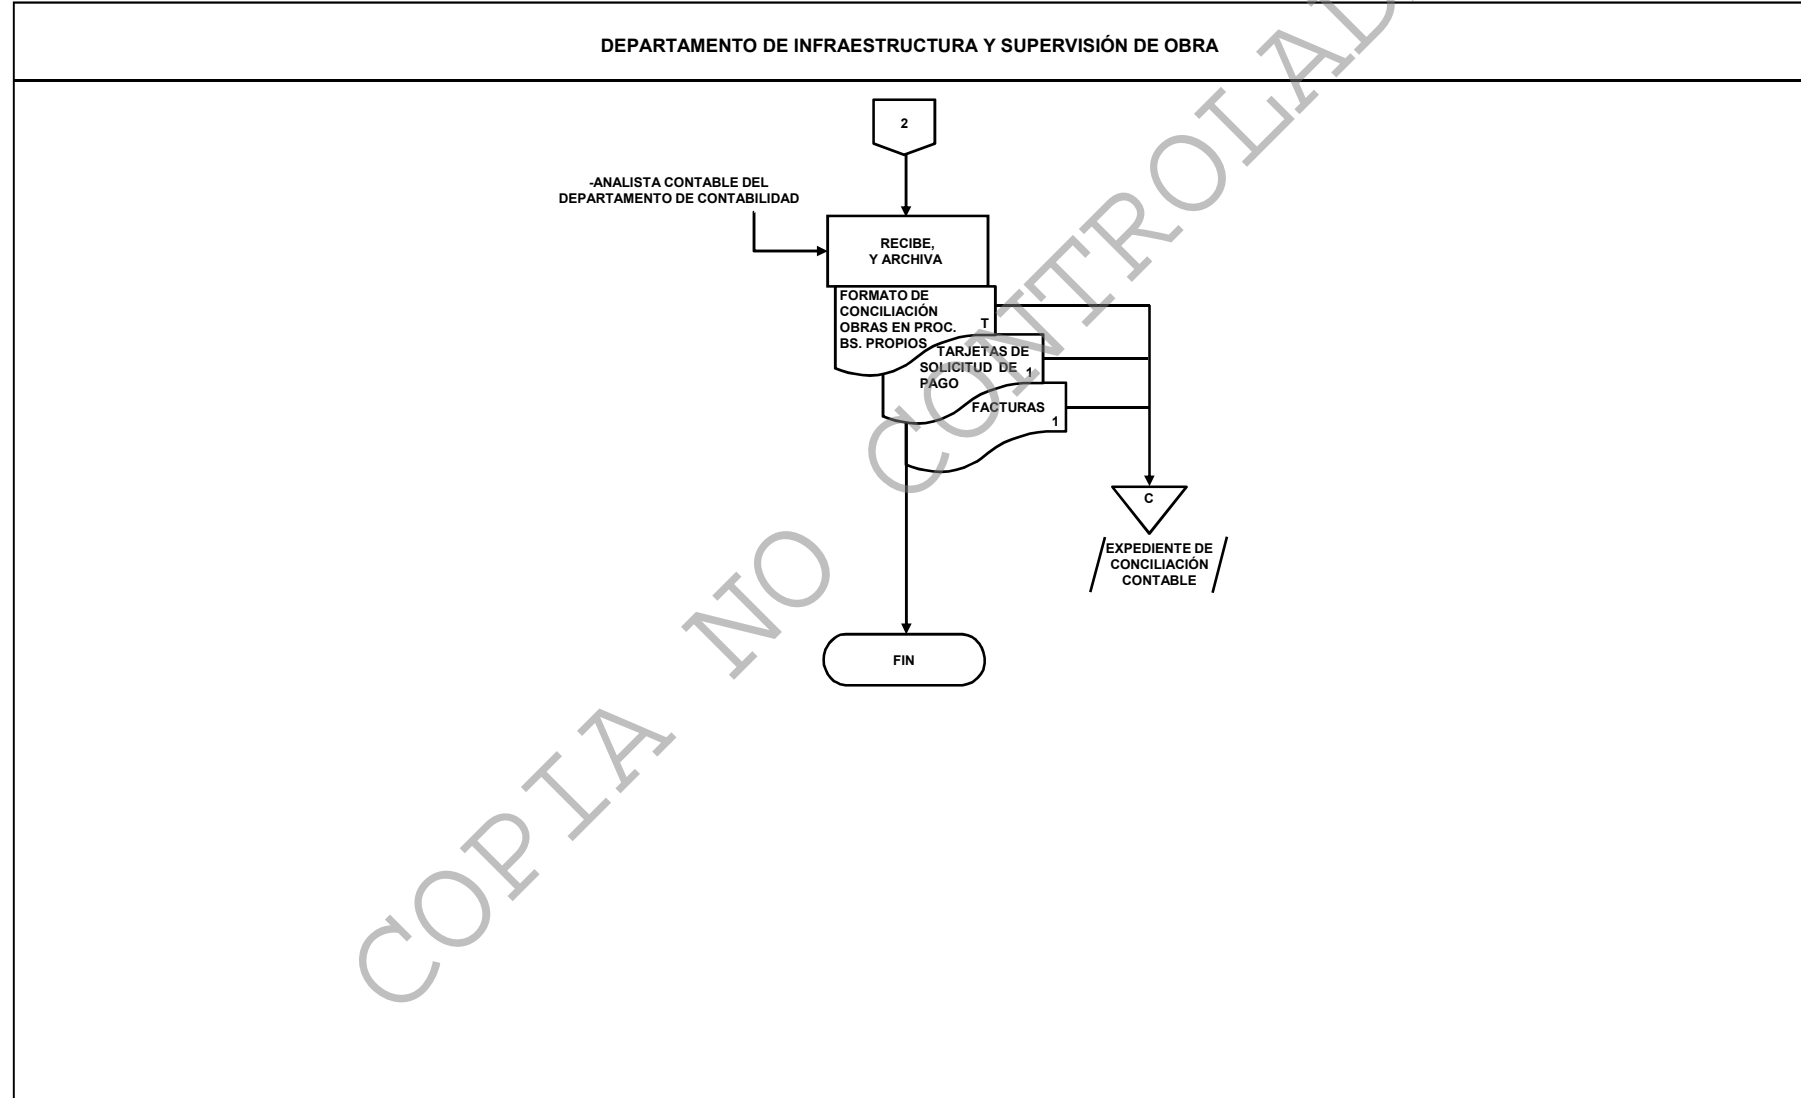 DEPARTAMENTO DE INFRAESTRUCTURA Y SUPERVISIÓN DE OBRA
2
-ANALISTA CONTABLE DEL
DEPARTAMENTO DE CONTABILIDAD
RECIBE,
Y ARCHIVA
FORMATO DE
CONCILIACIÓN
OBRAS EN PROC.
BS. PROPIOS
T
TARJETAS DE
SOLICITUD DE
PAGO
1
FACTURAS
1
C
EXPEDIENTE DE
CONCILIACIÓN
CONTABLE
FIN
COPIA NO CONTROLAD